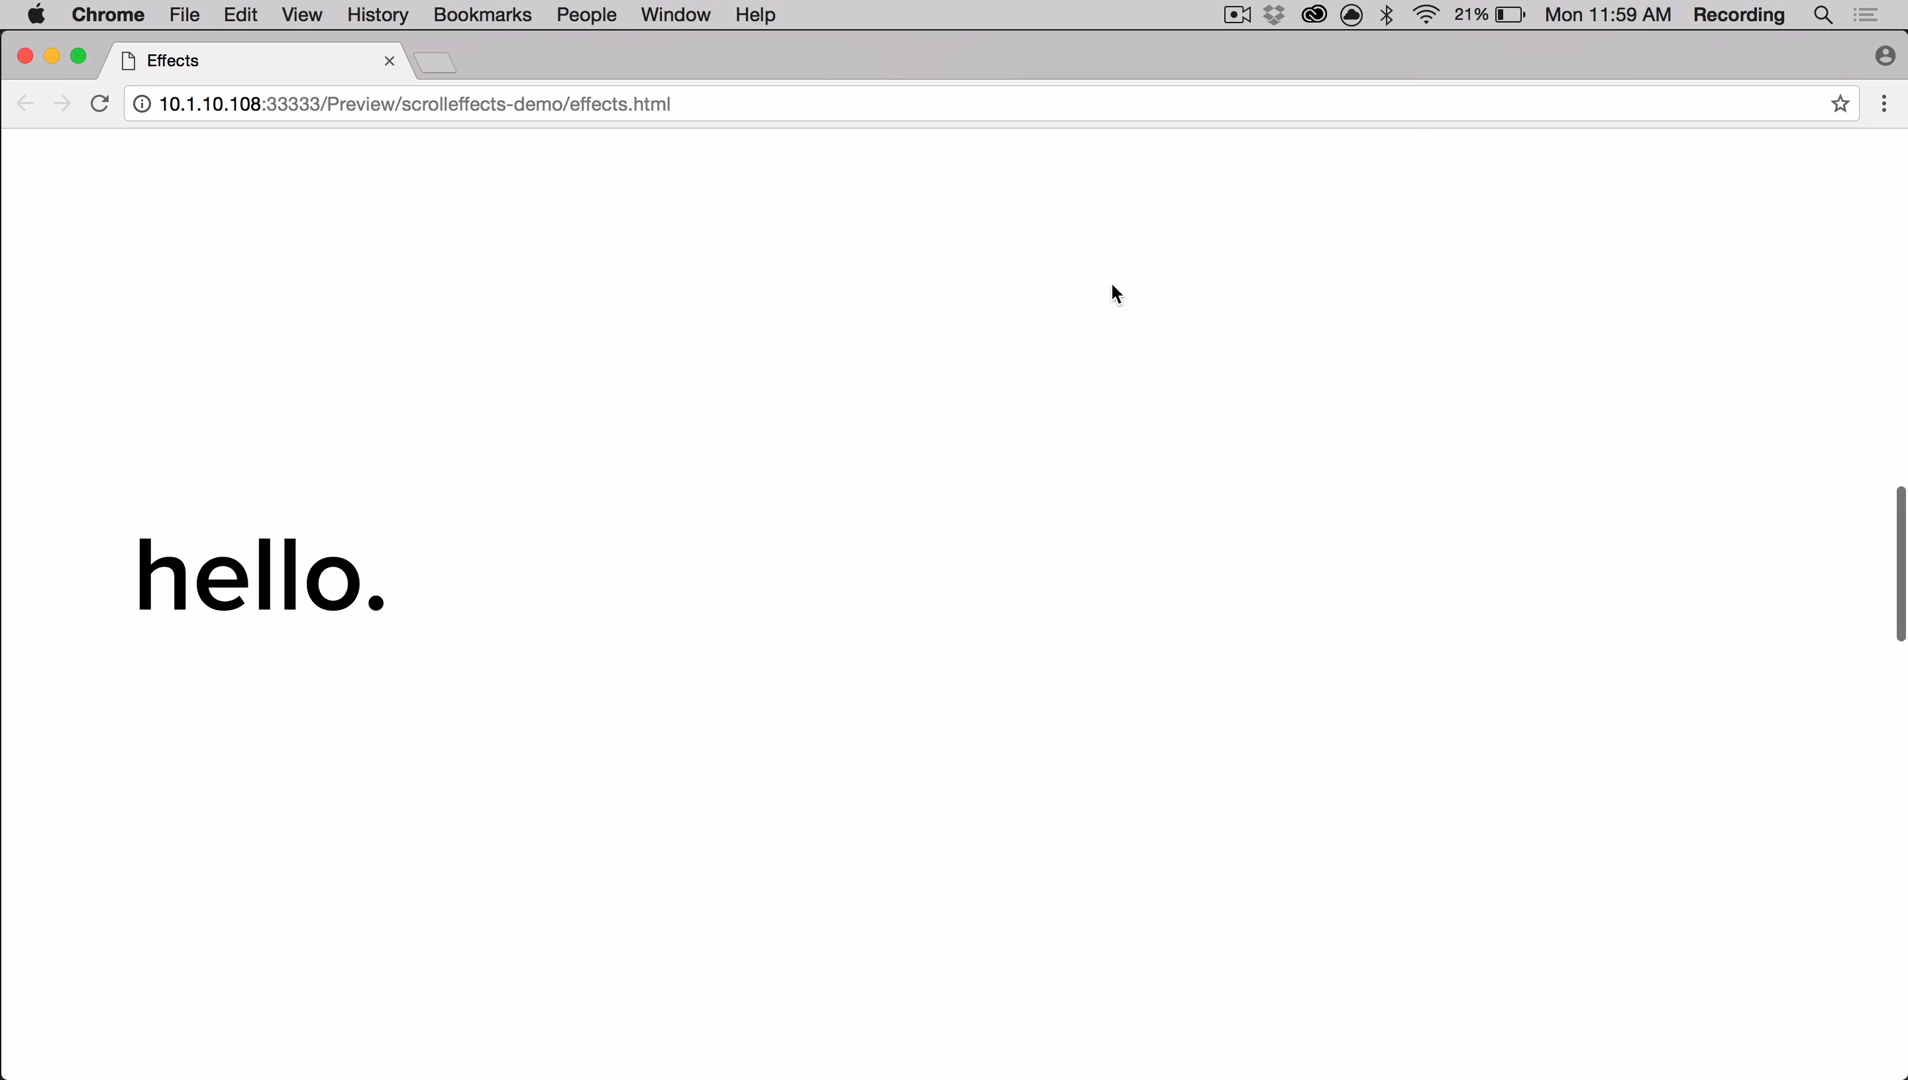 Chrome File Edit View History Bookmarks People Window Help 21% Mon 11:59 AM Recording
Effects
10.1.10.108:33333/Preview/scrolleffects-demo/effects.html
hello.